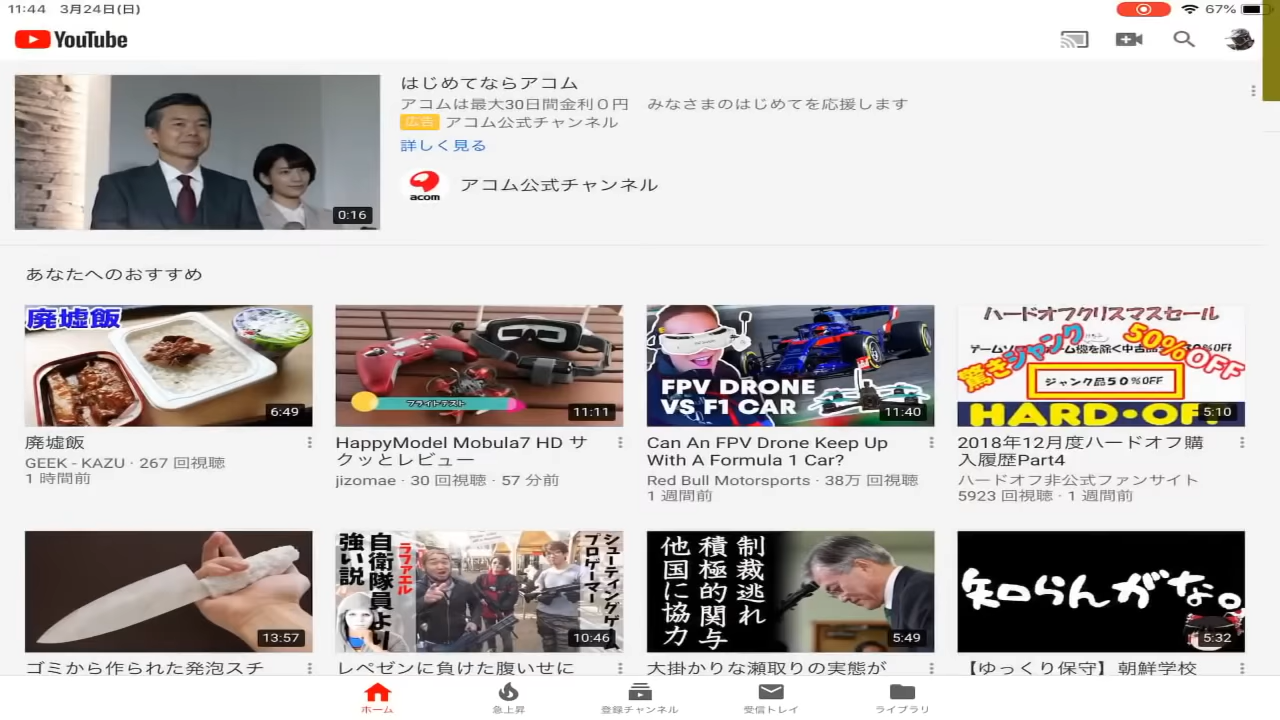 11:44 3月24日(日)
67%
YouTube
はじめてならアコム
アコムは最大30日間金利０円　みなさまのはじめてを応援します
広告 アコム公式チャンネル
詳しく見る
0:16
acom
アコム公式チャンネル
あなたへのおすすめ
廃墟飯
6:49
廃墟飯
GEEK - KAZU · 267 回視聴
1 時間前
フライトテスト
11:11
HappyModel Mobula7 HD サ
クッとレビュー
jizomae · 30 回視聴 · 57 分前
FPV DRONE
VS F1 CAR
11:40
Can An FPV Drone Keep Up
With A Formula 1 Car?
Red Bull Motorsports · 38万 回視聴
1 週間前
ハードオフクリスマスセール
驚きジャンク
50%OFF
ジャンク品５０%OFF
HARD·OF
5:10
2018年12月度ハードオフ購
入履歴Part4
ハードオフ非公式ファンサイト
5923 回視聴 · 1 週間前
13:57
ゴミから作られた発泡スチ
シューティングゲーム
プロゲーマー
ラファエル
自衛隊員より
強い説
10:46
レペゼンに負けた腹いせに
制裁逃れ
積極的関与
他国に協力
5:49
大掛かりな瀬取りの実態が
知らんがな。
5:32
【ゆっくり保守】朝鮮学校
ホーム
急上昇
登録チャンネル
受信トレイ
ライブラリ